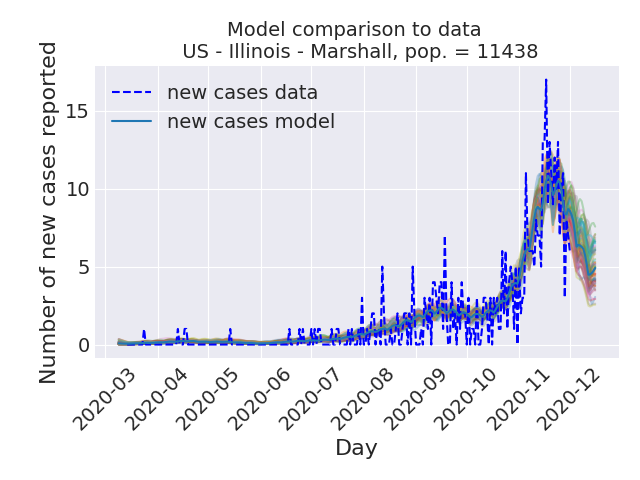 Model comparison to data
US - Illinois - Marshall, pop. = 11438
Number of new cases reported
new cases data
new cases model
15
10
5
0
2020-03
2020-04
2020-05
2020-06
2020-07
2020-08
2020-09
2020-10
2020-11
2020-12
Day